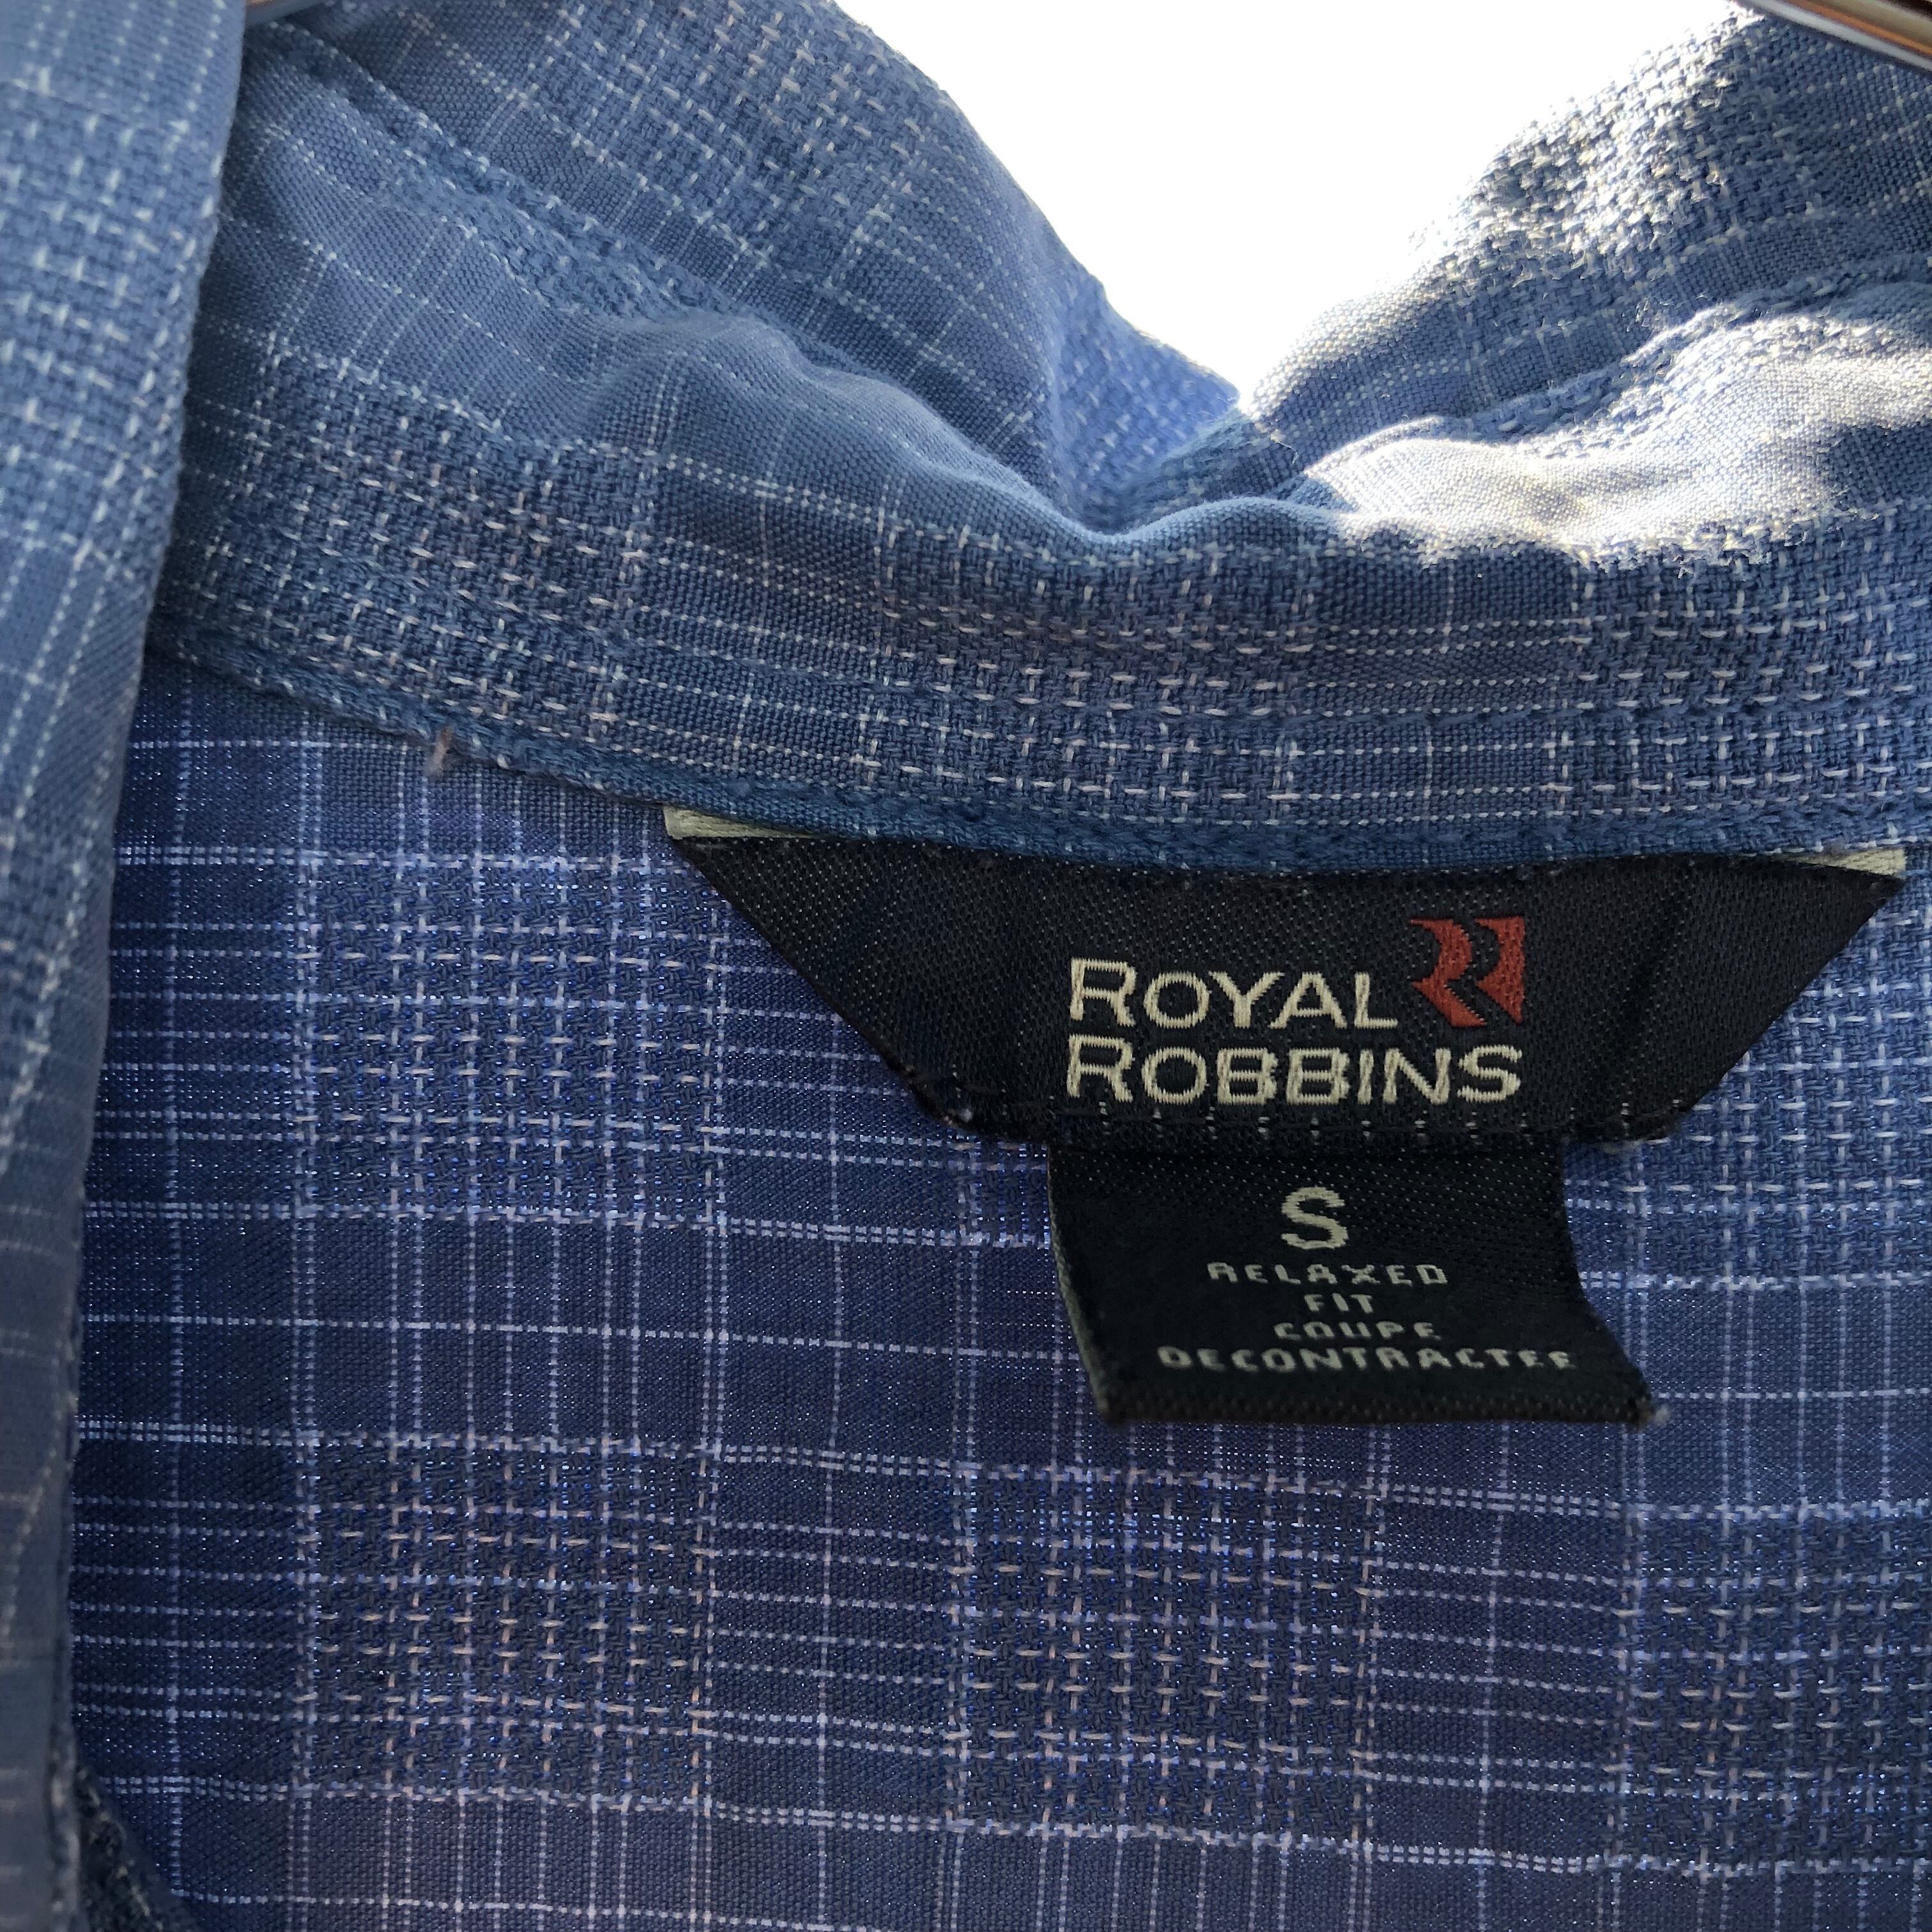 ROYAL
ROBBINS
S
RELAXED
FIT
COUPE
DECONTRACTEE